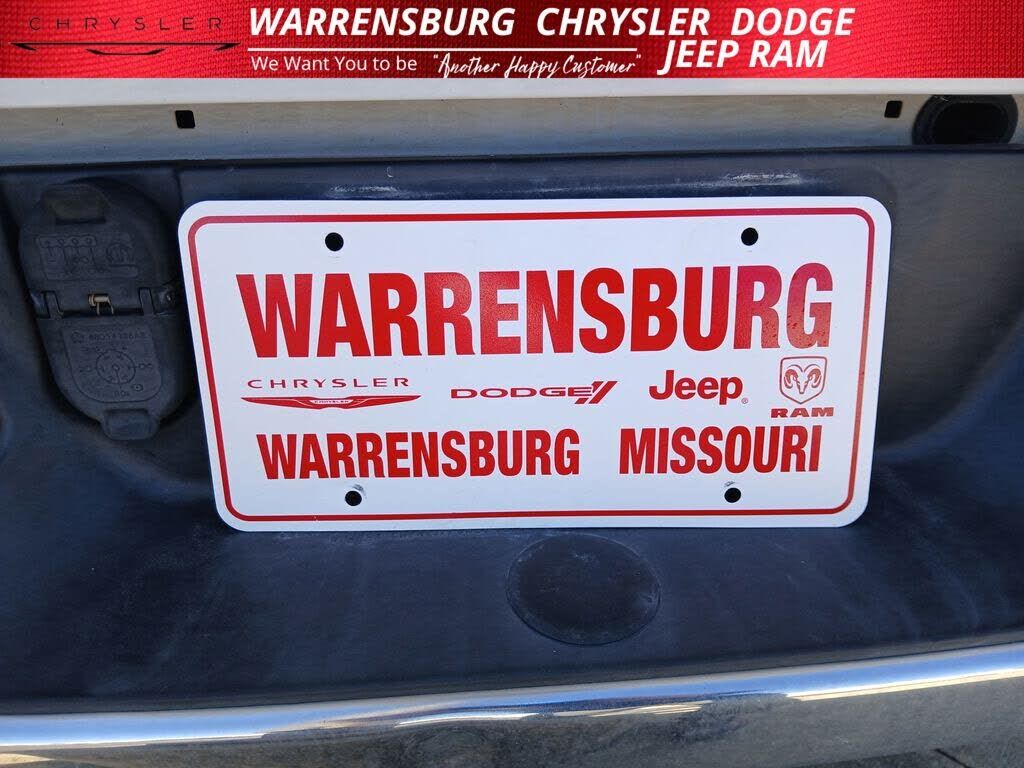 CHRYSLER
WARRENSBURG CHRYSLER DODGE
JEEP RAM
We Want You to be "Another Happy Customer"
WARRENSBURG
CHRYSLER DODGE Jeep RAM
WARRENSBURG MISSOURI